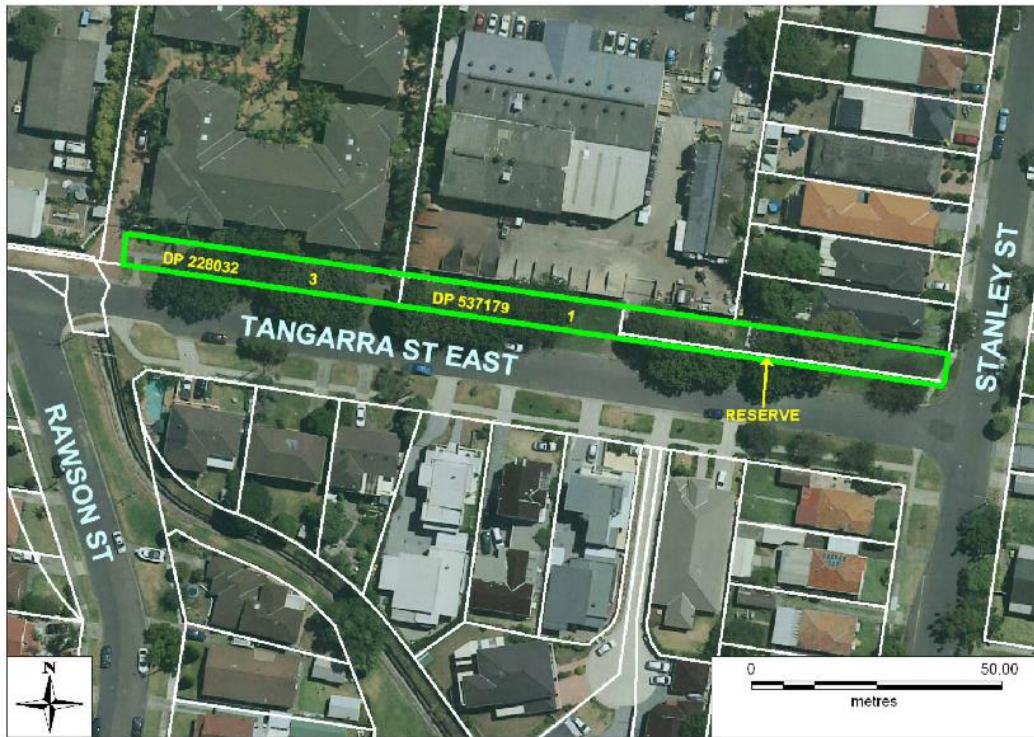 DP 228032
3
DP 537179
1
TANGARRA ST EAST
STANLEY ST
RESERVE
RAWSON ST
N
0 50.00
metres